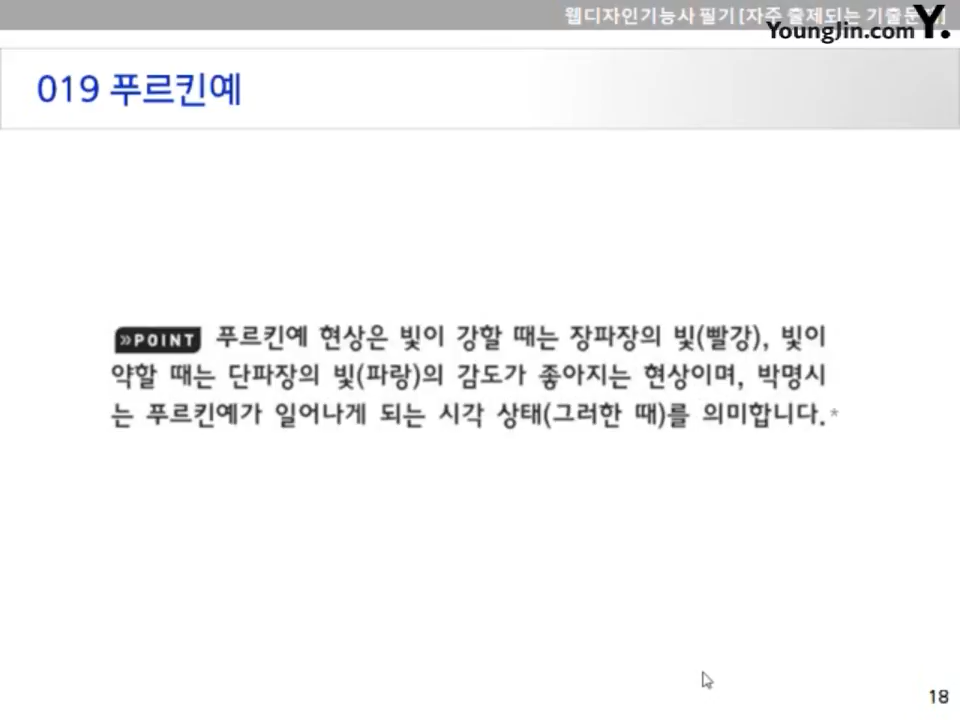 웹디자인기능사 필기 [자주 출제되는 기출문제]
YoungJin.com Y.
019 푸르킨예
»POINT 푸르킨예 현상은 빛이 강할 때는 장파장의 빛(빨강), 빛이
약할 때는 단파장의 빛(파랑)의 감도가 좋아지는 현상이며, 박명시
는 푸르킨예가 일어나게 되는 시각 상태(그러한 때)를 의미합니다.*
18